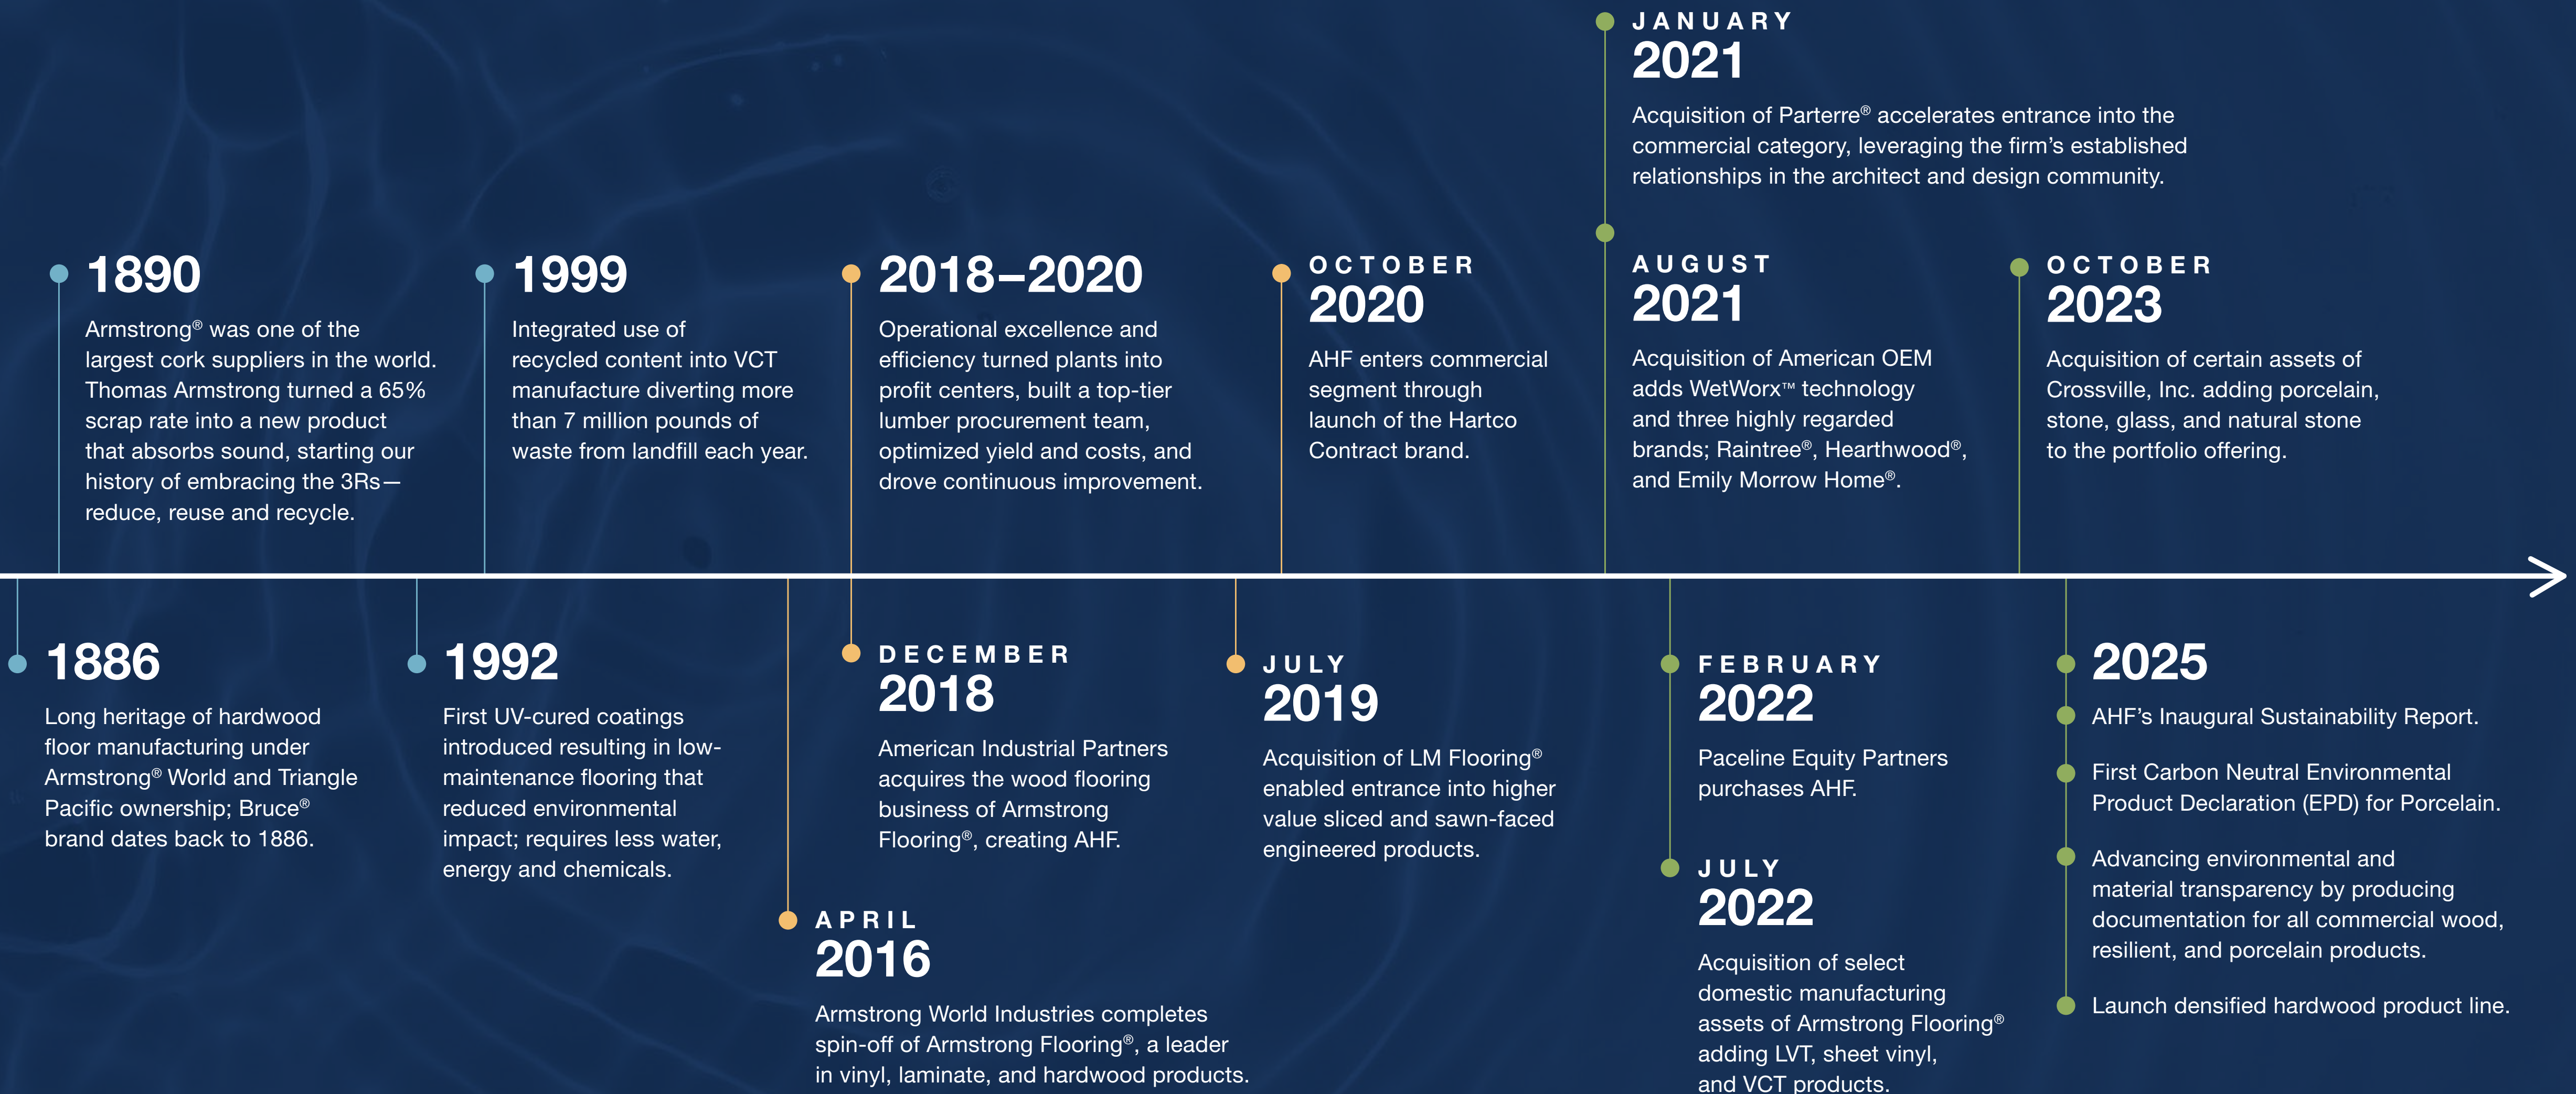 JANUARY
2021
Acquisition of Parterre® accelerates entrance into the
commercial category, leveraging the firm’s established
relationships in the architect and design community.
1890
Armstrong® was one of the
largest cork suppliers in the world.
Thomas Armstrong turned a 65%
scrap rate into a new product
that absorbs sound, starting our
history of embracing the 3Rs—
reduce, reuse and recycle.
1999
Integrated use of
recycled content into VCT
manufacture diverting more
than 7 million pounds of
waste from landfill each year.
2018–2020
Operational excellence and
efficiency turned plants into
profit centers, built a top-tier
lumber procurement team,
optimized yield and costs, and
drove continuous improvement.
OCTOBER
2020
AHF enters commercial
segment through
launch of the Hartco
Contract brand.
AUGUST
2021
Acquisition of American OEM
adds WetWorx™ technology
and three highly regarded
brands; Raintree®, Hearthwood®,
and Emily Morrow Home®.
OCTOBER
2023
Acquisition of certain assets of
Crossville, Inc. adding porcelain,
stone, glass, and natural stone
to the portfolio offering.
1886
Long heritage of hardwood
floor manufacturing under
Armstrong® World and Triangle
Pacific ownership; Bruce®
brand dates back to 1886.
1992
First UV-cured coatings
introduced resulting in low-
maintenance flooring that
reduced environmental
impact; requires less water,
energy and chemicals.
APRIL
2016
Armstrong World Industries completes
spin-off of Armstrong Flooring®, a leader
in vinyl, laminate, and hardwood products.
DECEMBER
2018
American Industrial Partners
acquires the wood flooring
business of Armstrong
Flooring®, creating AHF.
JULY
2019
Acquisition of LM Flooring®
enabled entrance into higher
value sliced and sawn-faced
engineered products.
FEBRUARY
2022
Paceline Equity Partners
purchases AHF.
JULY
2022
Acquisition of select
domestic manufacturing
assets of Armstrong Flooring®
adding LVT, sheet vinyl,
and VCT products.
2025
AHF’s Inaugural Sustainability Report.
First Carbon Neutral Environmental
Product Declaration (EPD) for Porcelain.
Advancing environmental and
material transparency by producing
documentation for all commercial wood,
resilient, and porcelain products.
Launch densified hardwood product line.